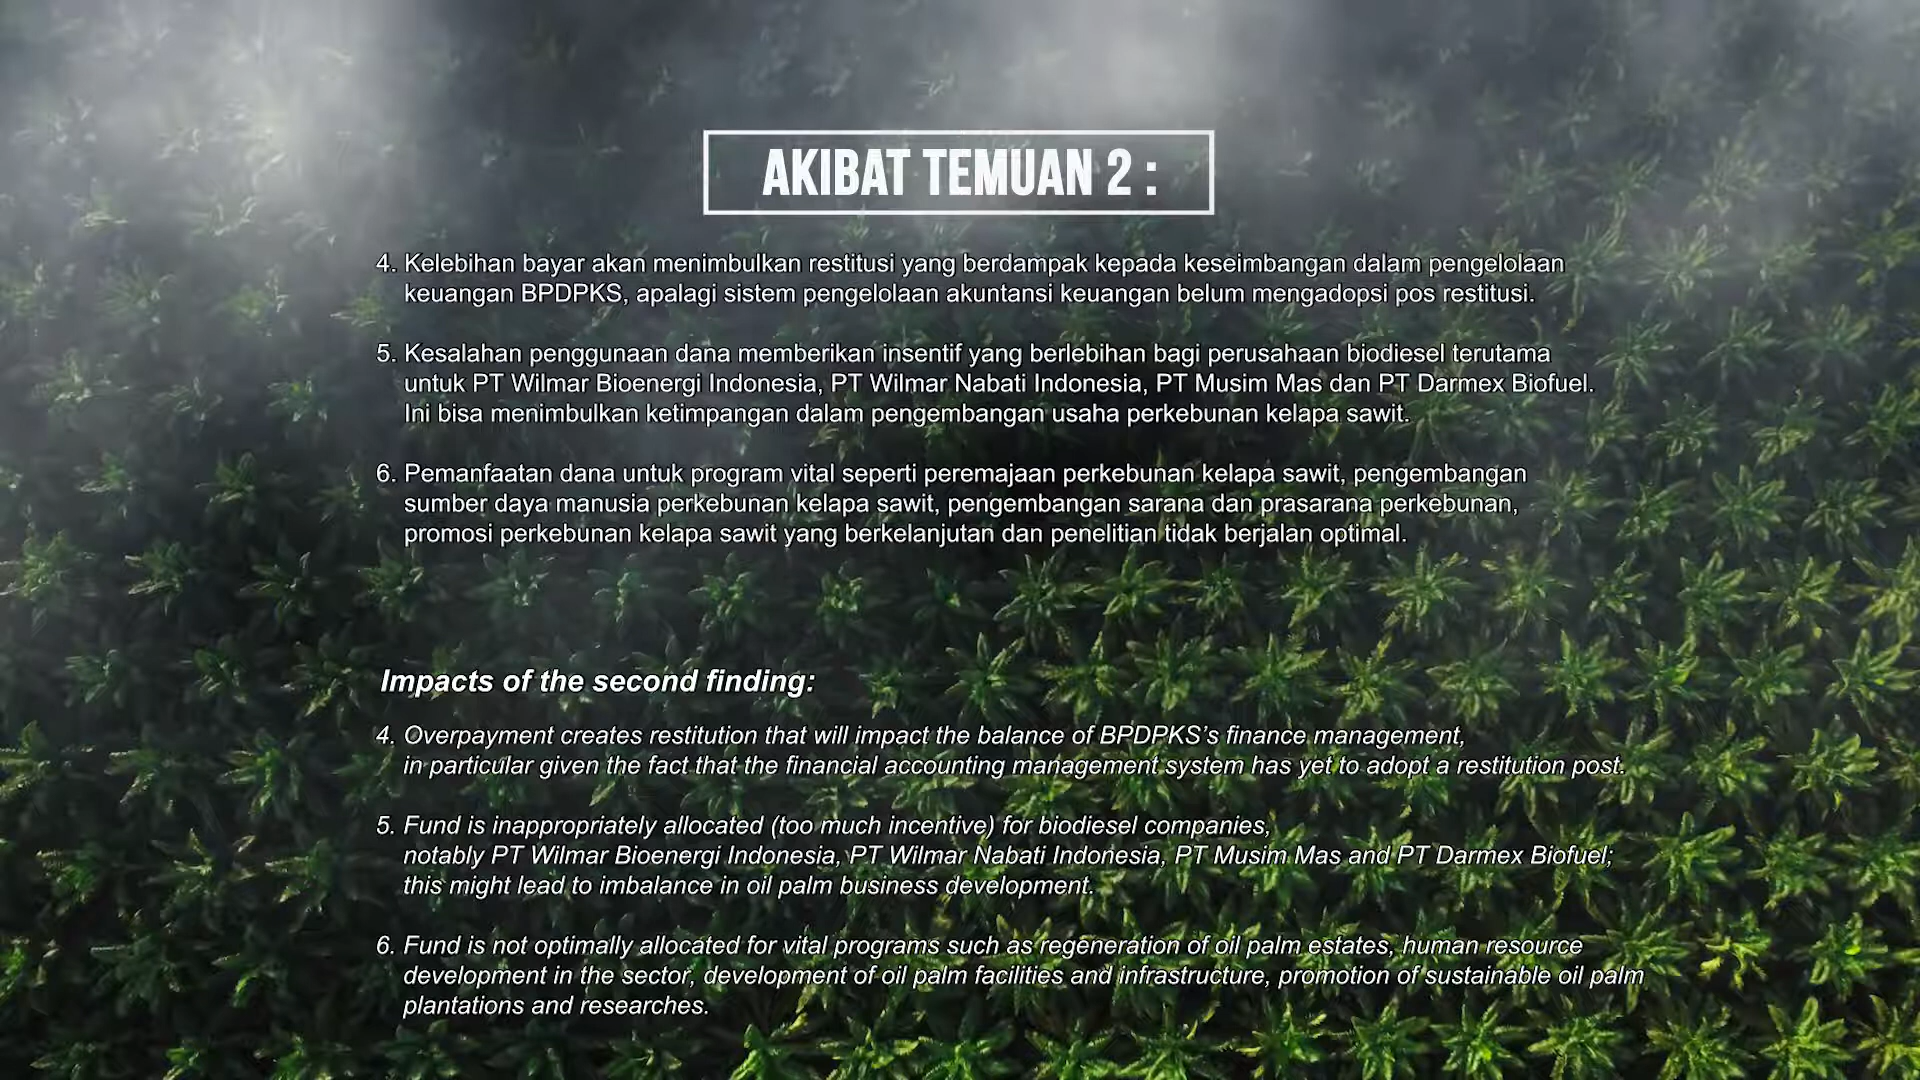 AKIBAT TEMUAN 2 :
4. Kelebihan bayar akan menimbulkan restitusi yang berdampak kepada keseimbangan dalam pengelolaan
keuangan BPDPKS, apalagi sistem pengelolaan akuntansi keuangan belum mengadopsi pos restitusi.
5. Kesalahan penggunaan dana memberikan insentif yang berlebihan bagi perusahaan biodiesel terutama
untuk PT Wilmar Bioenergi Indonesia, PT Wilmar Nabati Indonesia, PT Musim Mas dan PT Darmex Biofuel.
Ini bisa menimbulkan ketimpangan dalam pengembangan usaha perkebunan kelapa sawit.
6. Pemanfaatan dana untuk program vital seperti peremajaan perkebunan kelapa sawit, pengembangan
sumber daya manusia perkebunan kelapa sawit, pengembangan sarana dan prasarana perkebunan,
promosi perkebunan kelapa sawit yang berkelanjutan dan penelitian tidak berjalan optimal.
Impacts of the second finding:
4. Overpayment creates restitution that will impact the balance of BPDPKS's finance management,
in particular given the fact that the financial accounting management system has yet to adopt a restitution post.
5. Fund is inappropriately allocated (too much incentive) for biodiesel companies,
notably PT Wilmar Bioenergi Indonesia, PT Wilmar Nabati Indonesia, PT Musim Mas and PT Darmex Biofuel;
this might lead to imbalance in oil palm business development.
6. Fund is not optimally allocated for vital programs such as regeneration of oil palm estates, human resource
development in the sector, development of oil palm facilities and infrastructure, promotion of sustainable oil palm
plantations and researches.